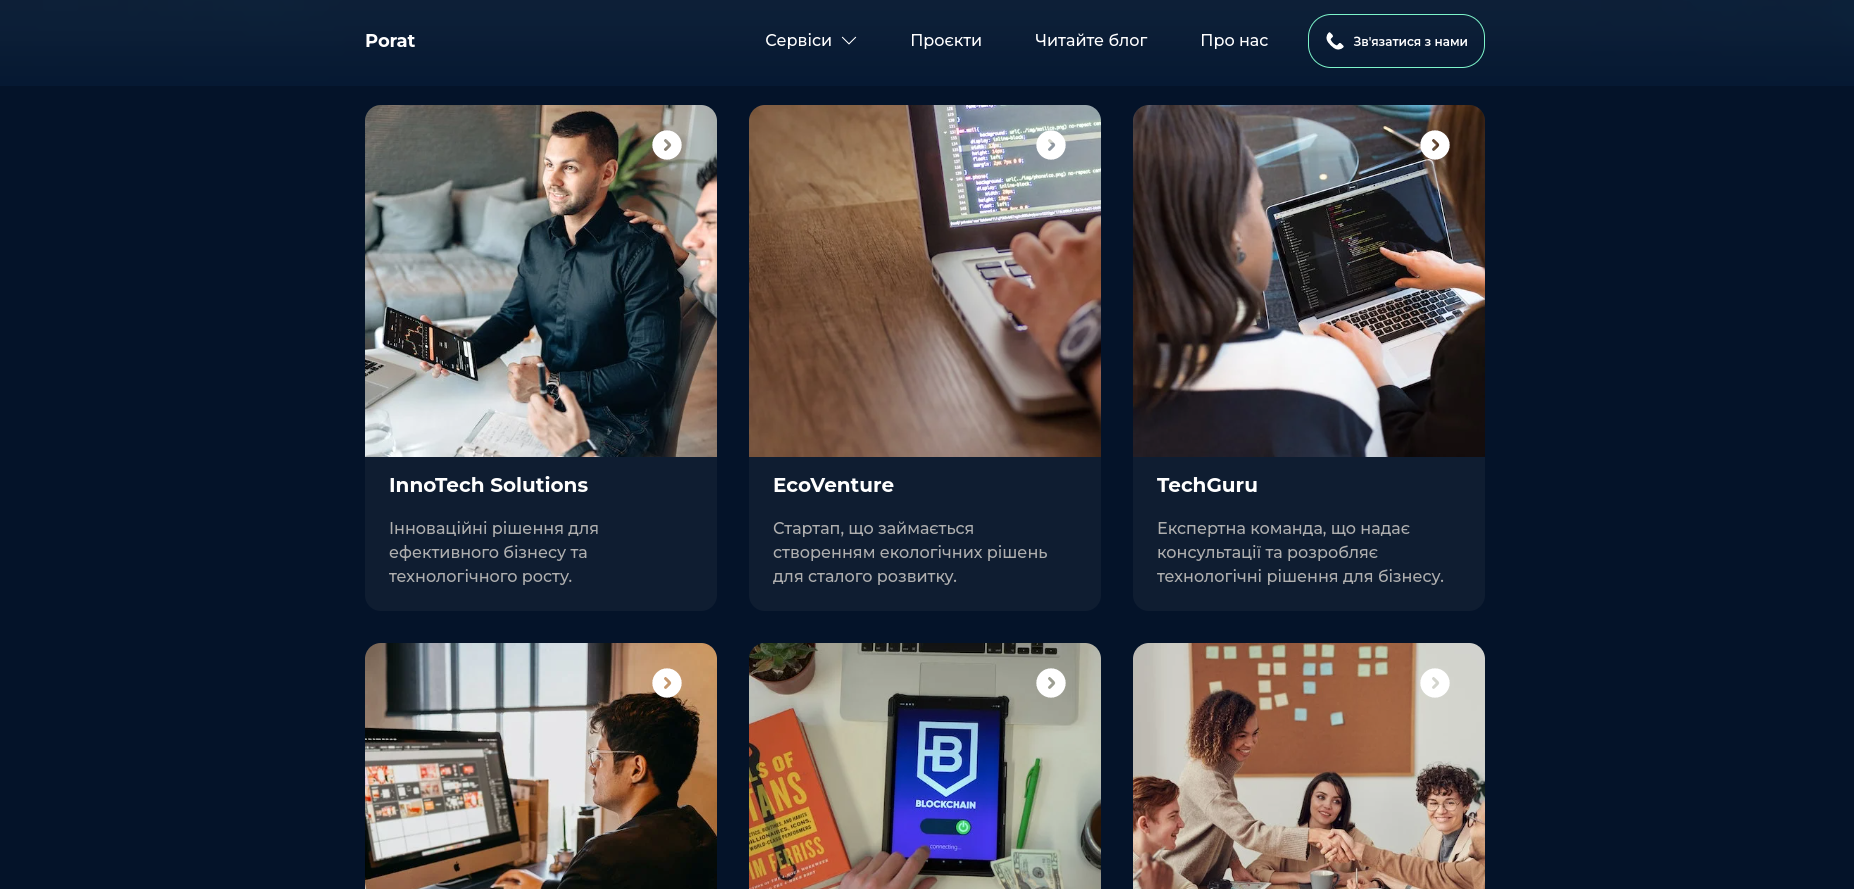 Porat
Сервіси
Проєкти
Читайте блог
Про нас
Зв'язатися з нами
InnoTech Solutions
Інноваційні рішення для
ефективного бізнесу та
технологічного росту.
EcoVenture
Стартап, що займається
створенням екологічних рішень
для сталого розвитку.
TechGuru
Експертна команда, що надає
консультації та розробляє
технологічні рішення для бізнесу.
BLOCKCHAIN
connecting...